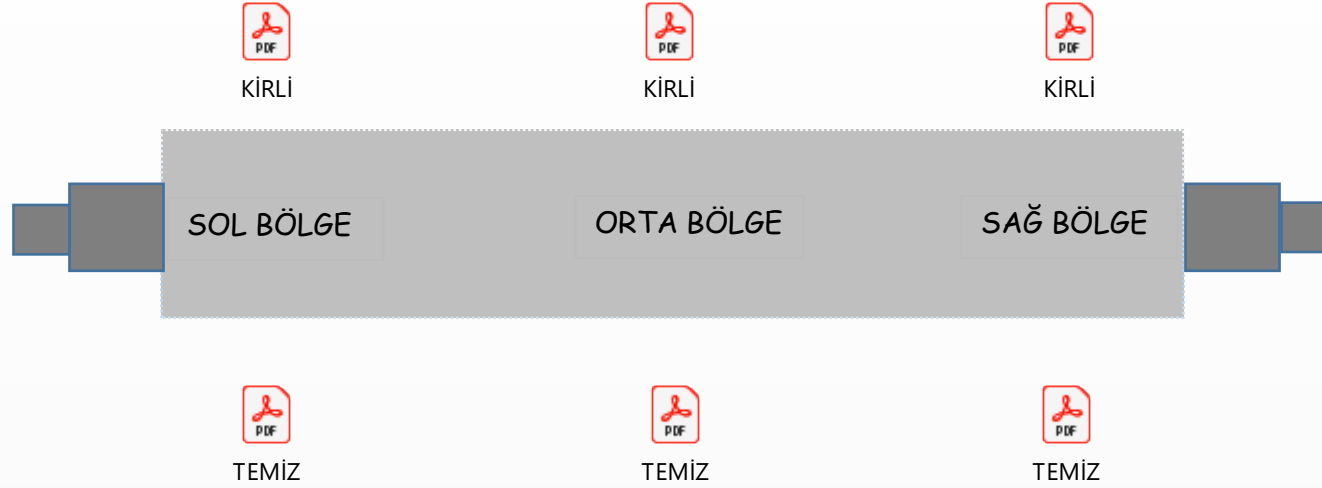 PDF PDF PDF
KİRLİ KİRLİ KİRLİ
SOL BÖLGE ORTA BÖLGE SAĞ BÖLGE
PDF PDF PDF
TEMİZ TEMİZ TEMİZ